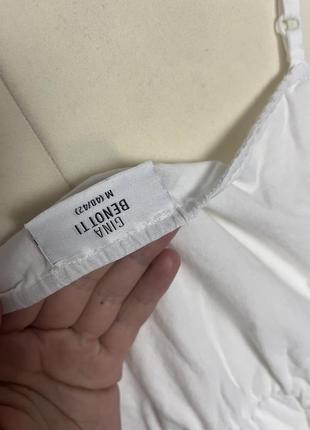 GINA
BENOTTI
M (40/42)